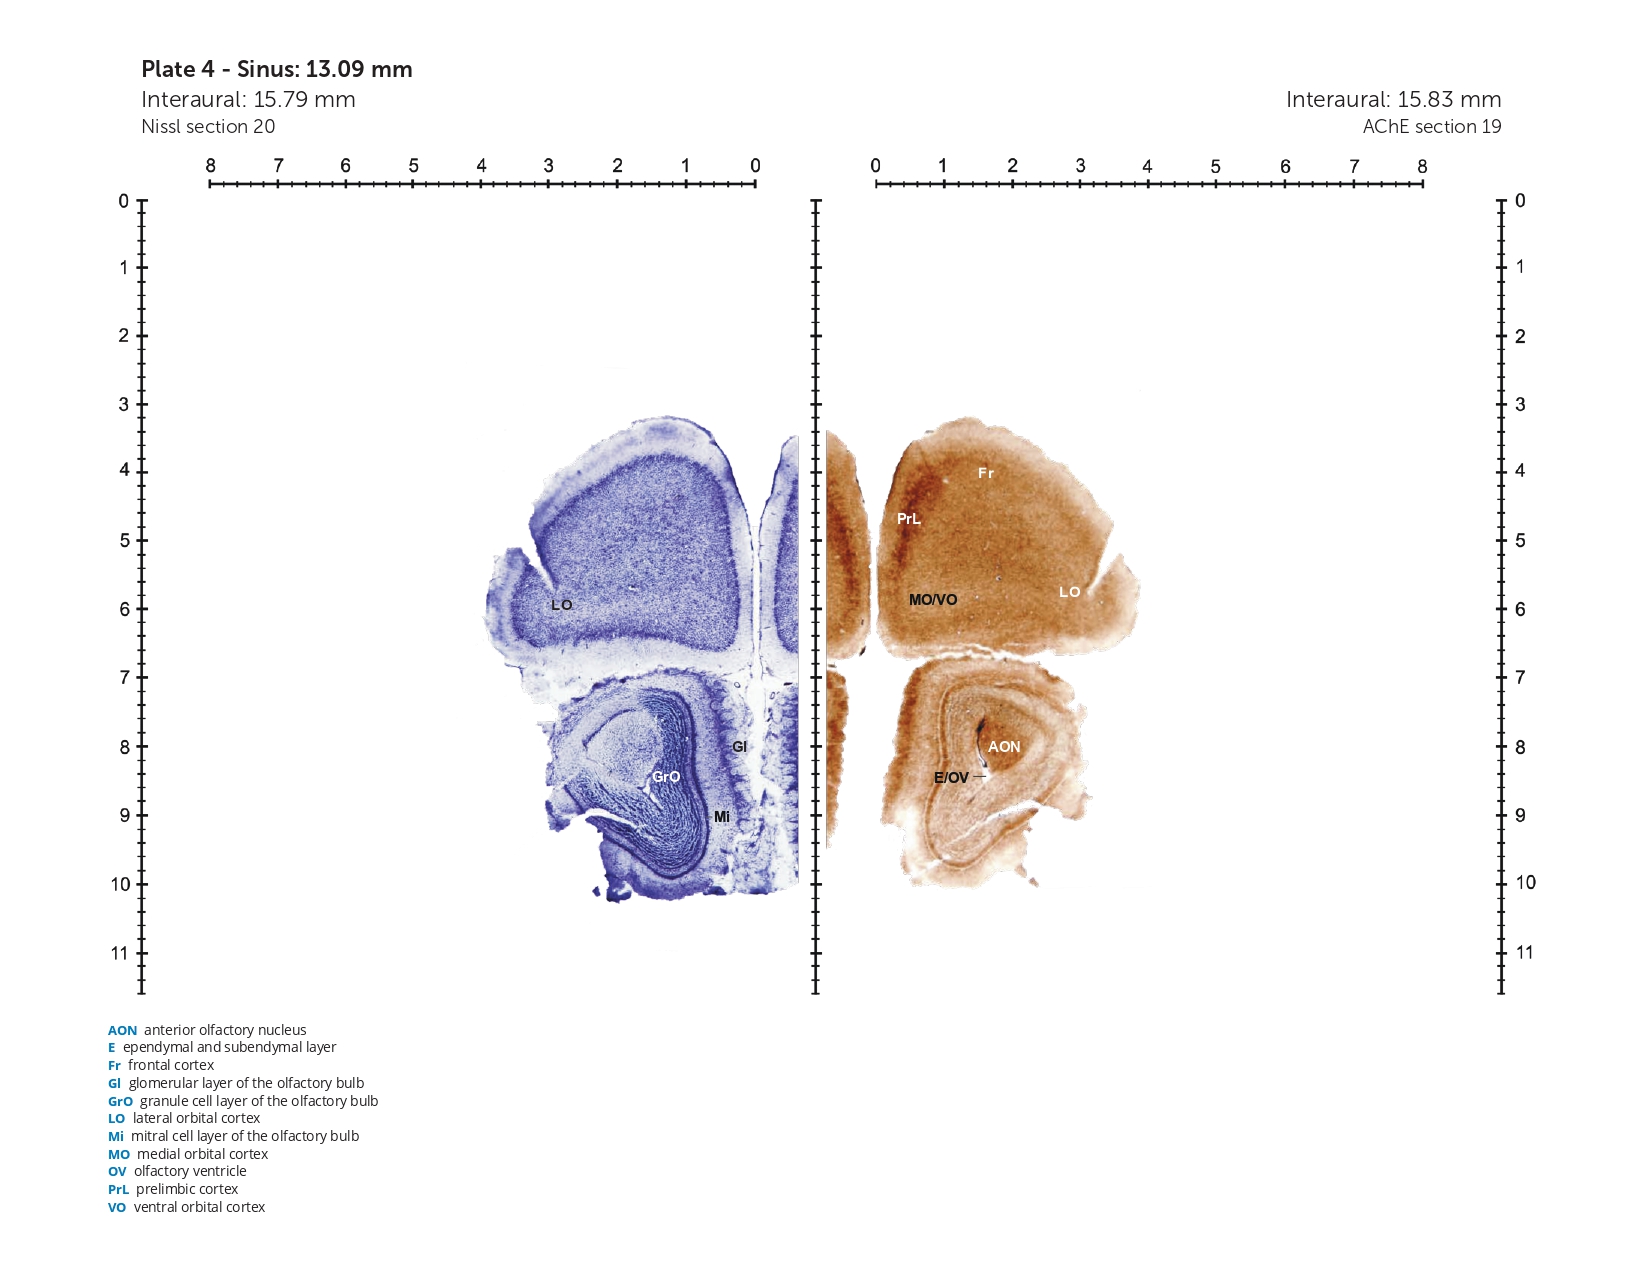 Plate 4 - Sinus: 13.09 mm
Interaural: 15.79 mm
Nissl section 20
Interaural: 15.83 mm
AChE section 19
8 7 6 5 4 3 2 1 0
0 1 2 3 4 5 6 7 8
0 0
1 1
2 2
3 3
4 4
Fr
PrL
5 5
LO
LO MO/VO
6 6
7 7
8 Gl AON 8
GrO E/OV
9 Mi 9
10 10
11 11
AON anterior olfactory nucleus
E ependymal and subendymal layer
Fr frontal cortex
Gl glomerular layer of the olfactory bulb
GrO granule cell layer of the olfactory bulb
LO lateral orbital cortex
Mi mitral cell layer of the olfactory bulb
MO medial orbital cortex
OV olfactory ventricle
PrL prelimbic cortex
VO ventral orbital cortex